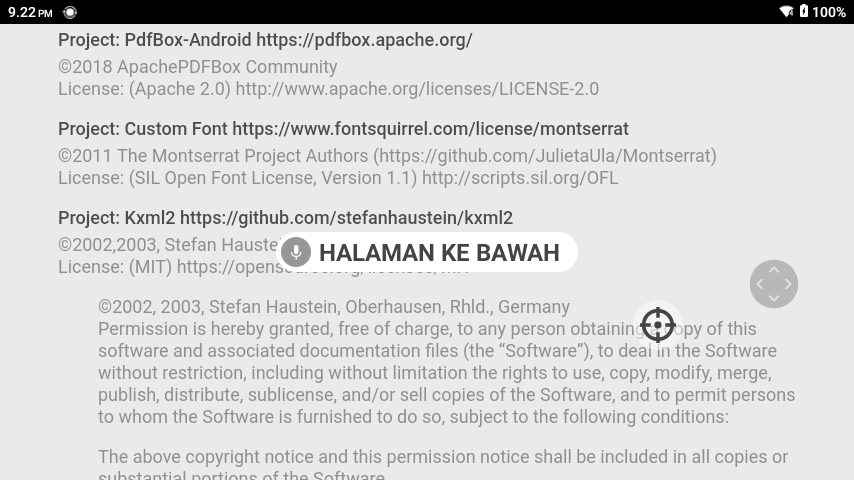 9.22 PM
100%
Project: PdfBox-Android https://pdfbox.apache.org/
©2018 ApachePDFBox Community
License: (Apache 2.0) http://www.apache.org/licenses/LICENSE-2.0
Project: Custom Font https://www.fontsquirrel.com/license/montserrat
©2011 The Montserrat Project Authors (https://github.com/JulietaUla/Montserrat)
License: (SIL Open Font License, Version 1.1) http://scripts.sil.org/OFL
Project: Kxml2 https://github.com/stefanhaustein/kxml2
©2002,2003, Stefan Hauste
HALAMAN KE BAWAH
License: (MIT) https://opensource.org/licenses/MIT
©2002, 2003, Stefan Haustein, Oberhausen, Rhld., Germany
Permission is hereby granted, free of charge, to any person obtaining a copy of this
software and associated documentation files (the “Software”), to deal in the Software
without restriction, including without limitation the rights to use, copy, modify, merge,
publish, distribute, sublicense, and/or sell copies of the Software, and to permit persons
to whom the Software is furnished to do so, subject to the following conditions:
The above copyright notice and this permission notice shall be included in all copies or
substantial portions of the Software.